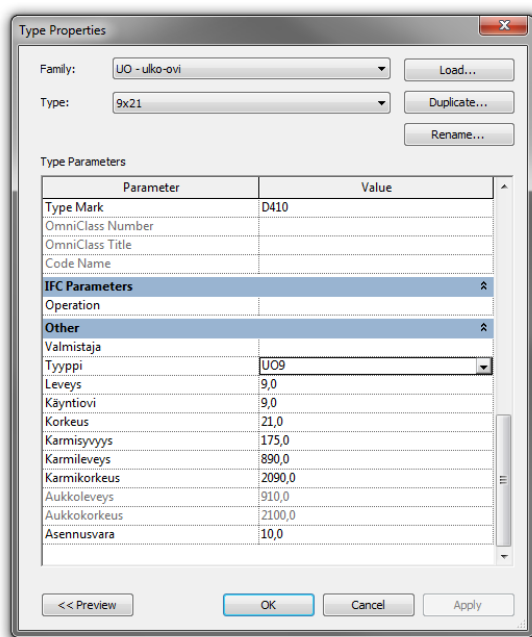 Type Properties
Family: UO - ulko-ovi Load...
Type: 9x21 Duplicate...
Rename...
Type Parameters
Parameter Value
Type Mark D410
OmniClass Number
OmniClass Title
Code Name
IFC Parameters
Operation
Other
Valmistaja
Tyyppi UO9
Leveys 9,0
Käyntiovi 9,0
Korkeus 21,0
Karmisyvyys 175,0
Karmileveys 890,0
Karmikorkeus 2090,0
Aukkoleveys 910,0
Aukkokorkeus 2100,0
Asennusvara 10,0
<< Preview OK Cancel Apply